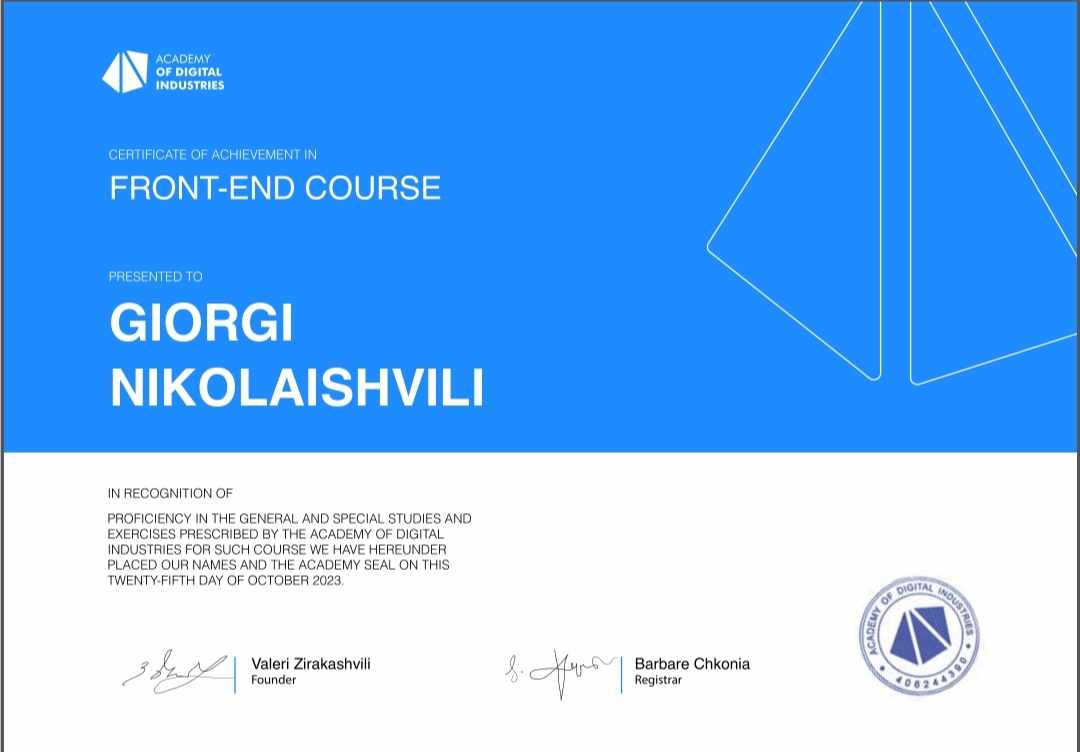 ACADEMY
OF DIGITAL
INDUSTRIES
CERTIFICATE OF ACHIEVEMENT IN
FRONT-END COURSE
PRESENTED TO
GIORGI
NIKOLAISHVILI
IN RECOGNITION OF
PROFICIENCY IN THE GENERAL AND SPECIAL STUDIES AND
EXERCISES PRESCRIBED BY THE ACADEMY OF DIGITAL
INDUSTRIES FOR SUCH COURSE WE HAVE HEREUNDER
PLACED OUR NAMES AND THE ACADEMY SEAL ON THIS
TWENTY-FIFTH DAY OF OCTOBER 2023.
Valeri Zirakashvili
Founder
Barbare Chkonia
Registrar
ACADEMY OF DIGITAL INDUSTRIES
406244390